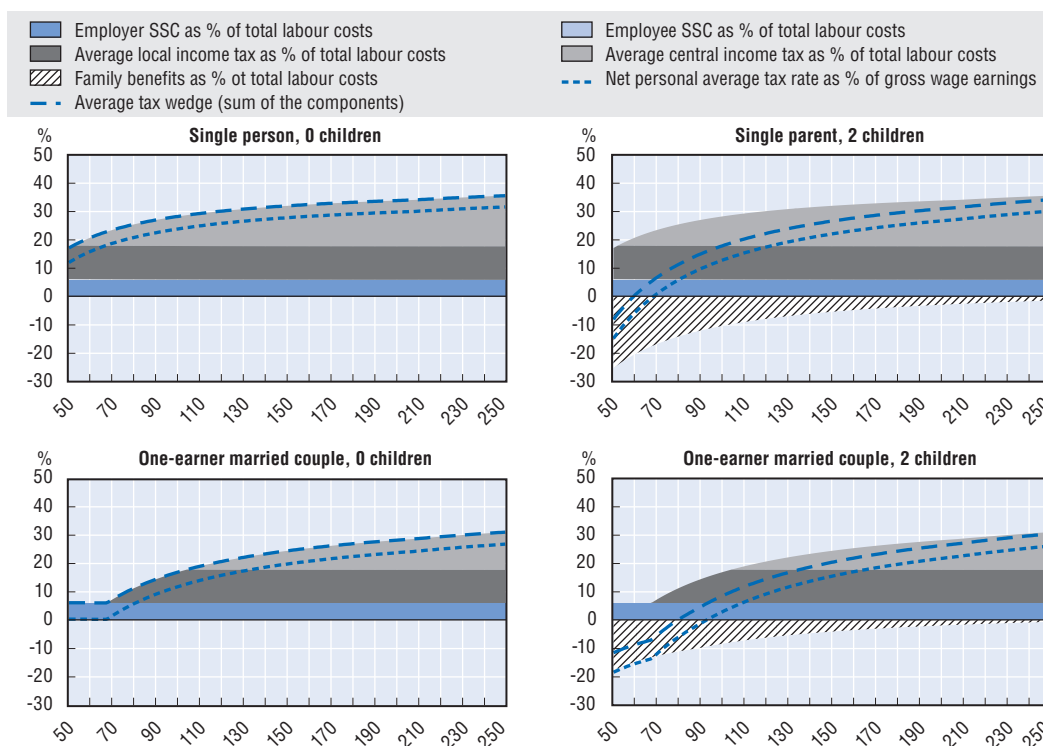 Employer SSC as % of total labour costs
Employee SSC as % of total labour costs
Average local income tax as % of total labour costs
Average central income tax as % of total labour costs
Family benefits as % ot total labour costs
Net personal average tax rate as % of gross wage earnings
Average tax wedge (sum of the components)
% Single person, 0 children
50
40
30
20
10
0
-10
-20
-30
50 70 90 110 130 150 170 190 210 230 250
% Single parent, 2 children
50
40
30
20
10
0
-10
-20
-30
50 70 90 110 130 150 170 190 210 230 250
% One-earner married couple, 0 children
50
40
30
20
10
0
-10
-20
-30
50 70 90 110 130 150 170 190 210 230 250
% One-earner married couple, 2 children
50
40
30
20
10
0
-10
-20
-30
50 70 90 110 130 150 170 190 210 230 250